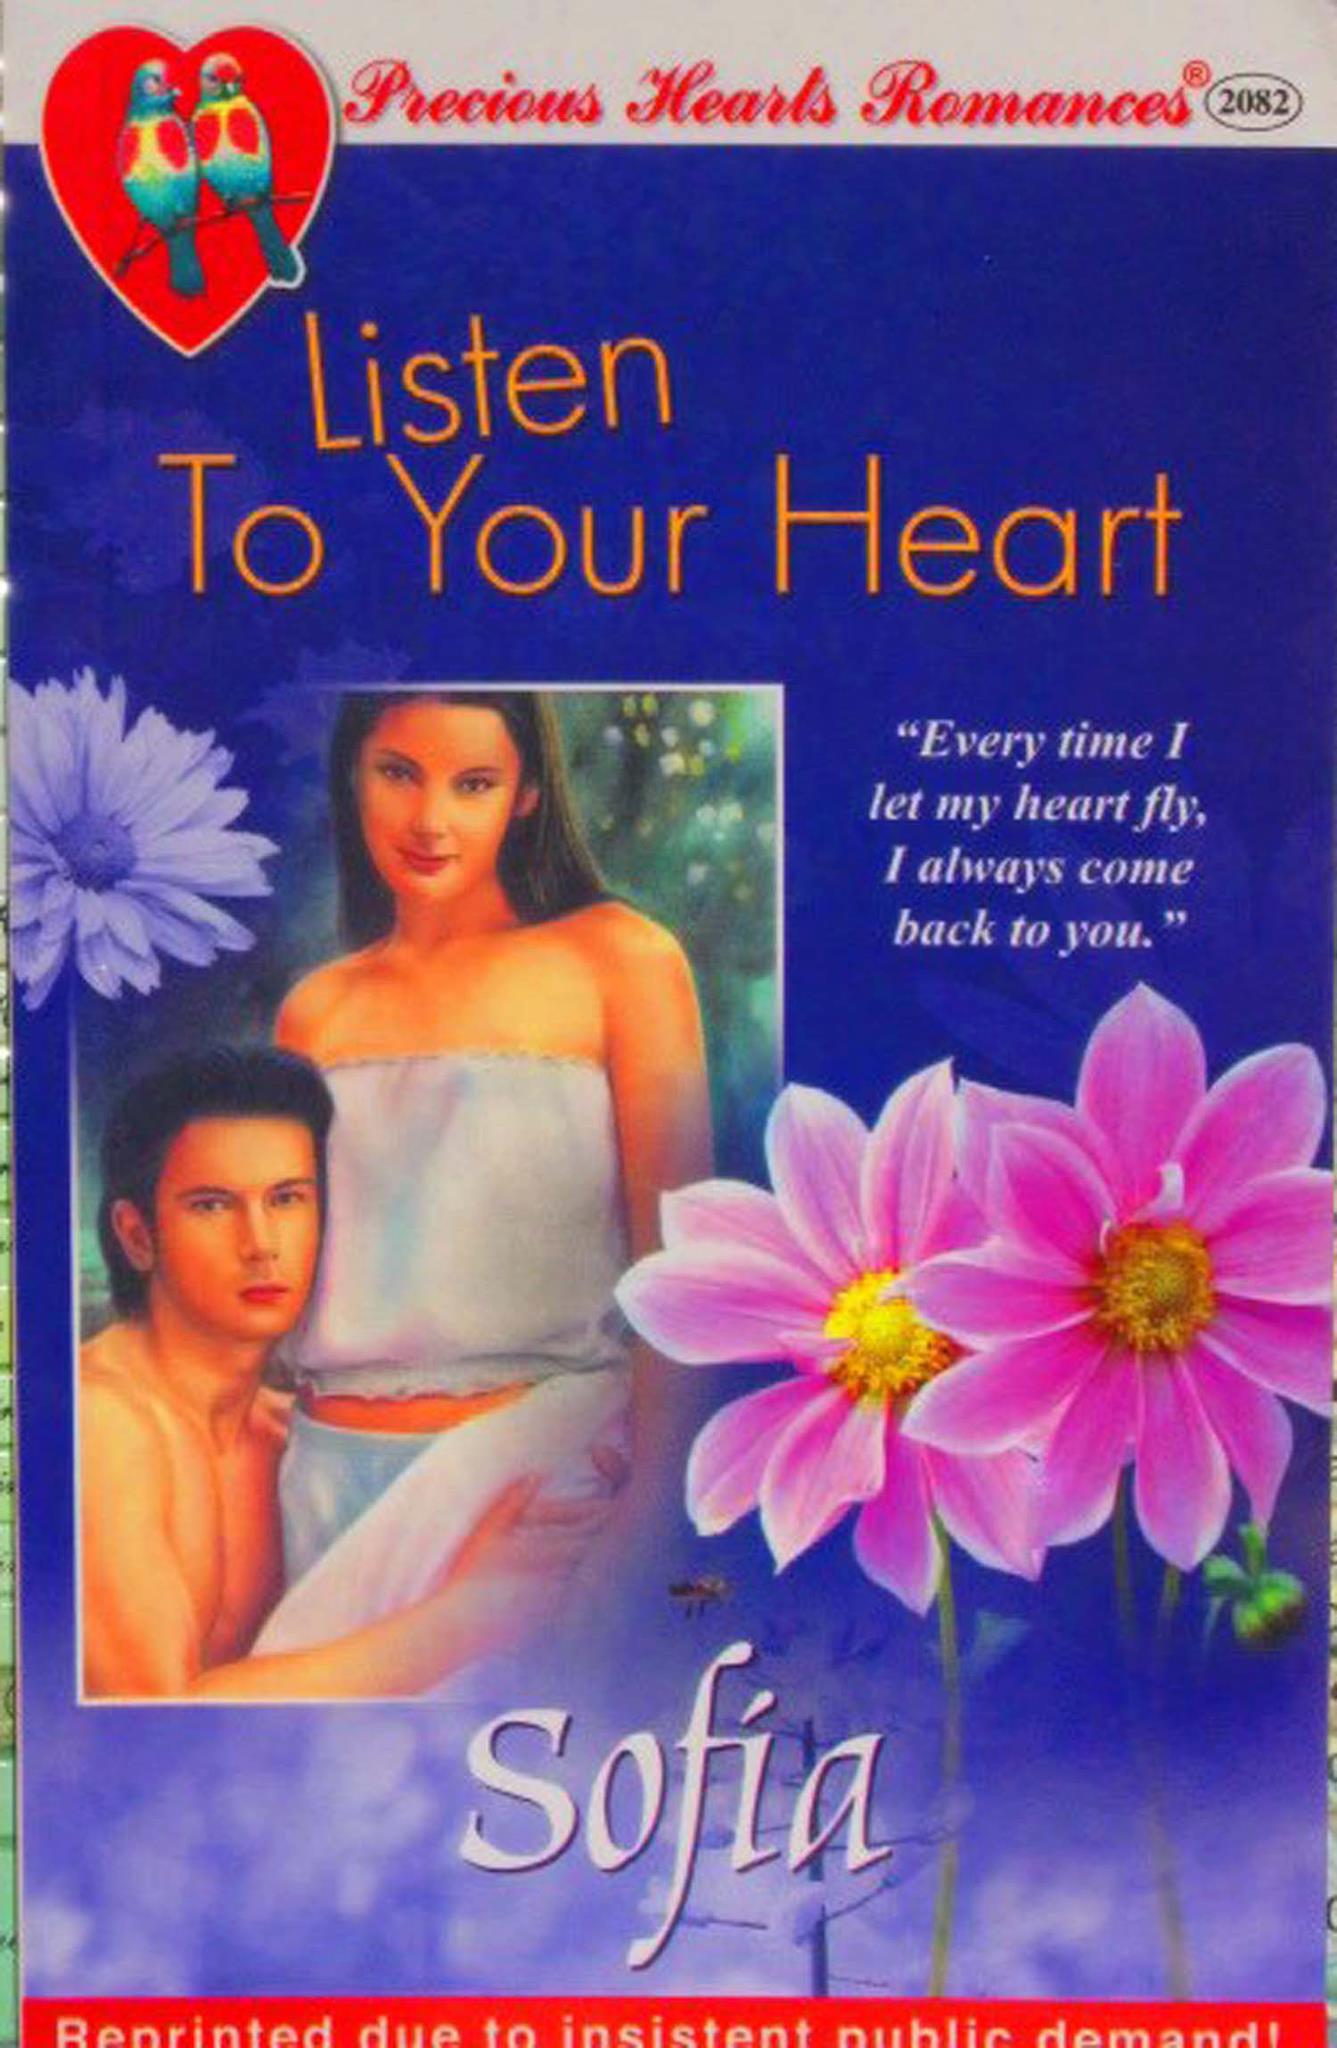 Precious Hearts Romances® 2082
Listen
To Your Heart
“Every time I
let my heart fly,
I always come
back to you.”
Sofia
Reprinted due to insistent public demand!